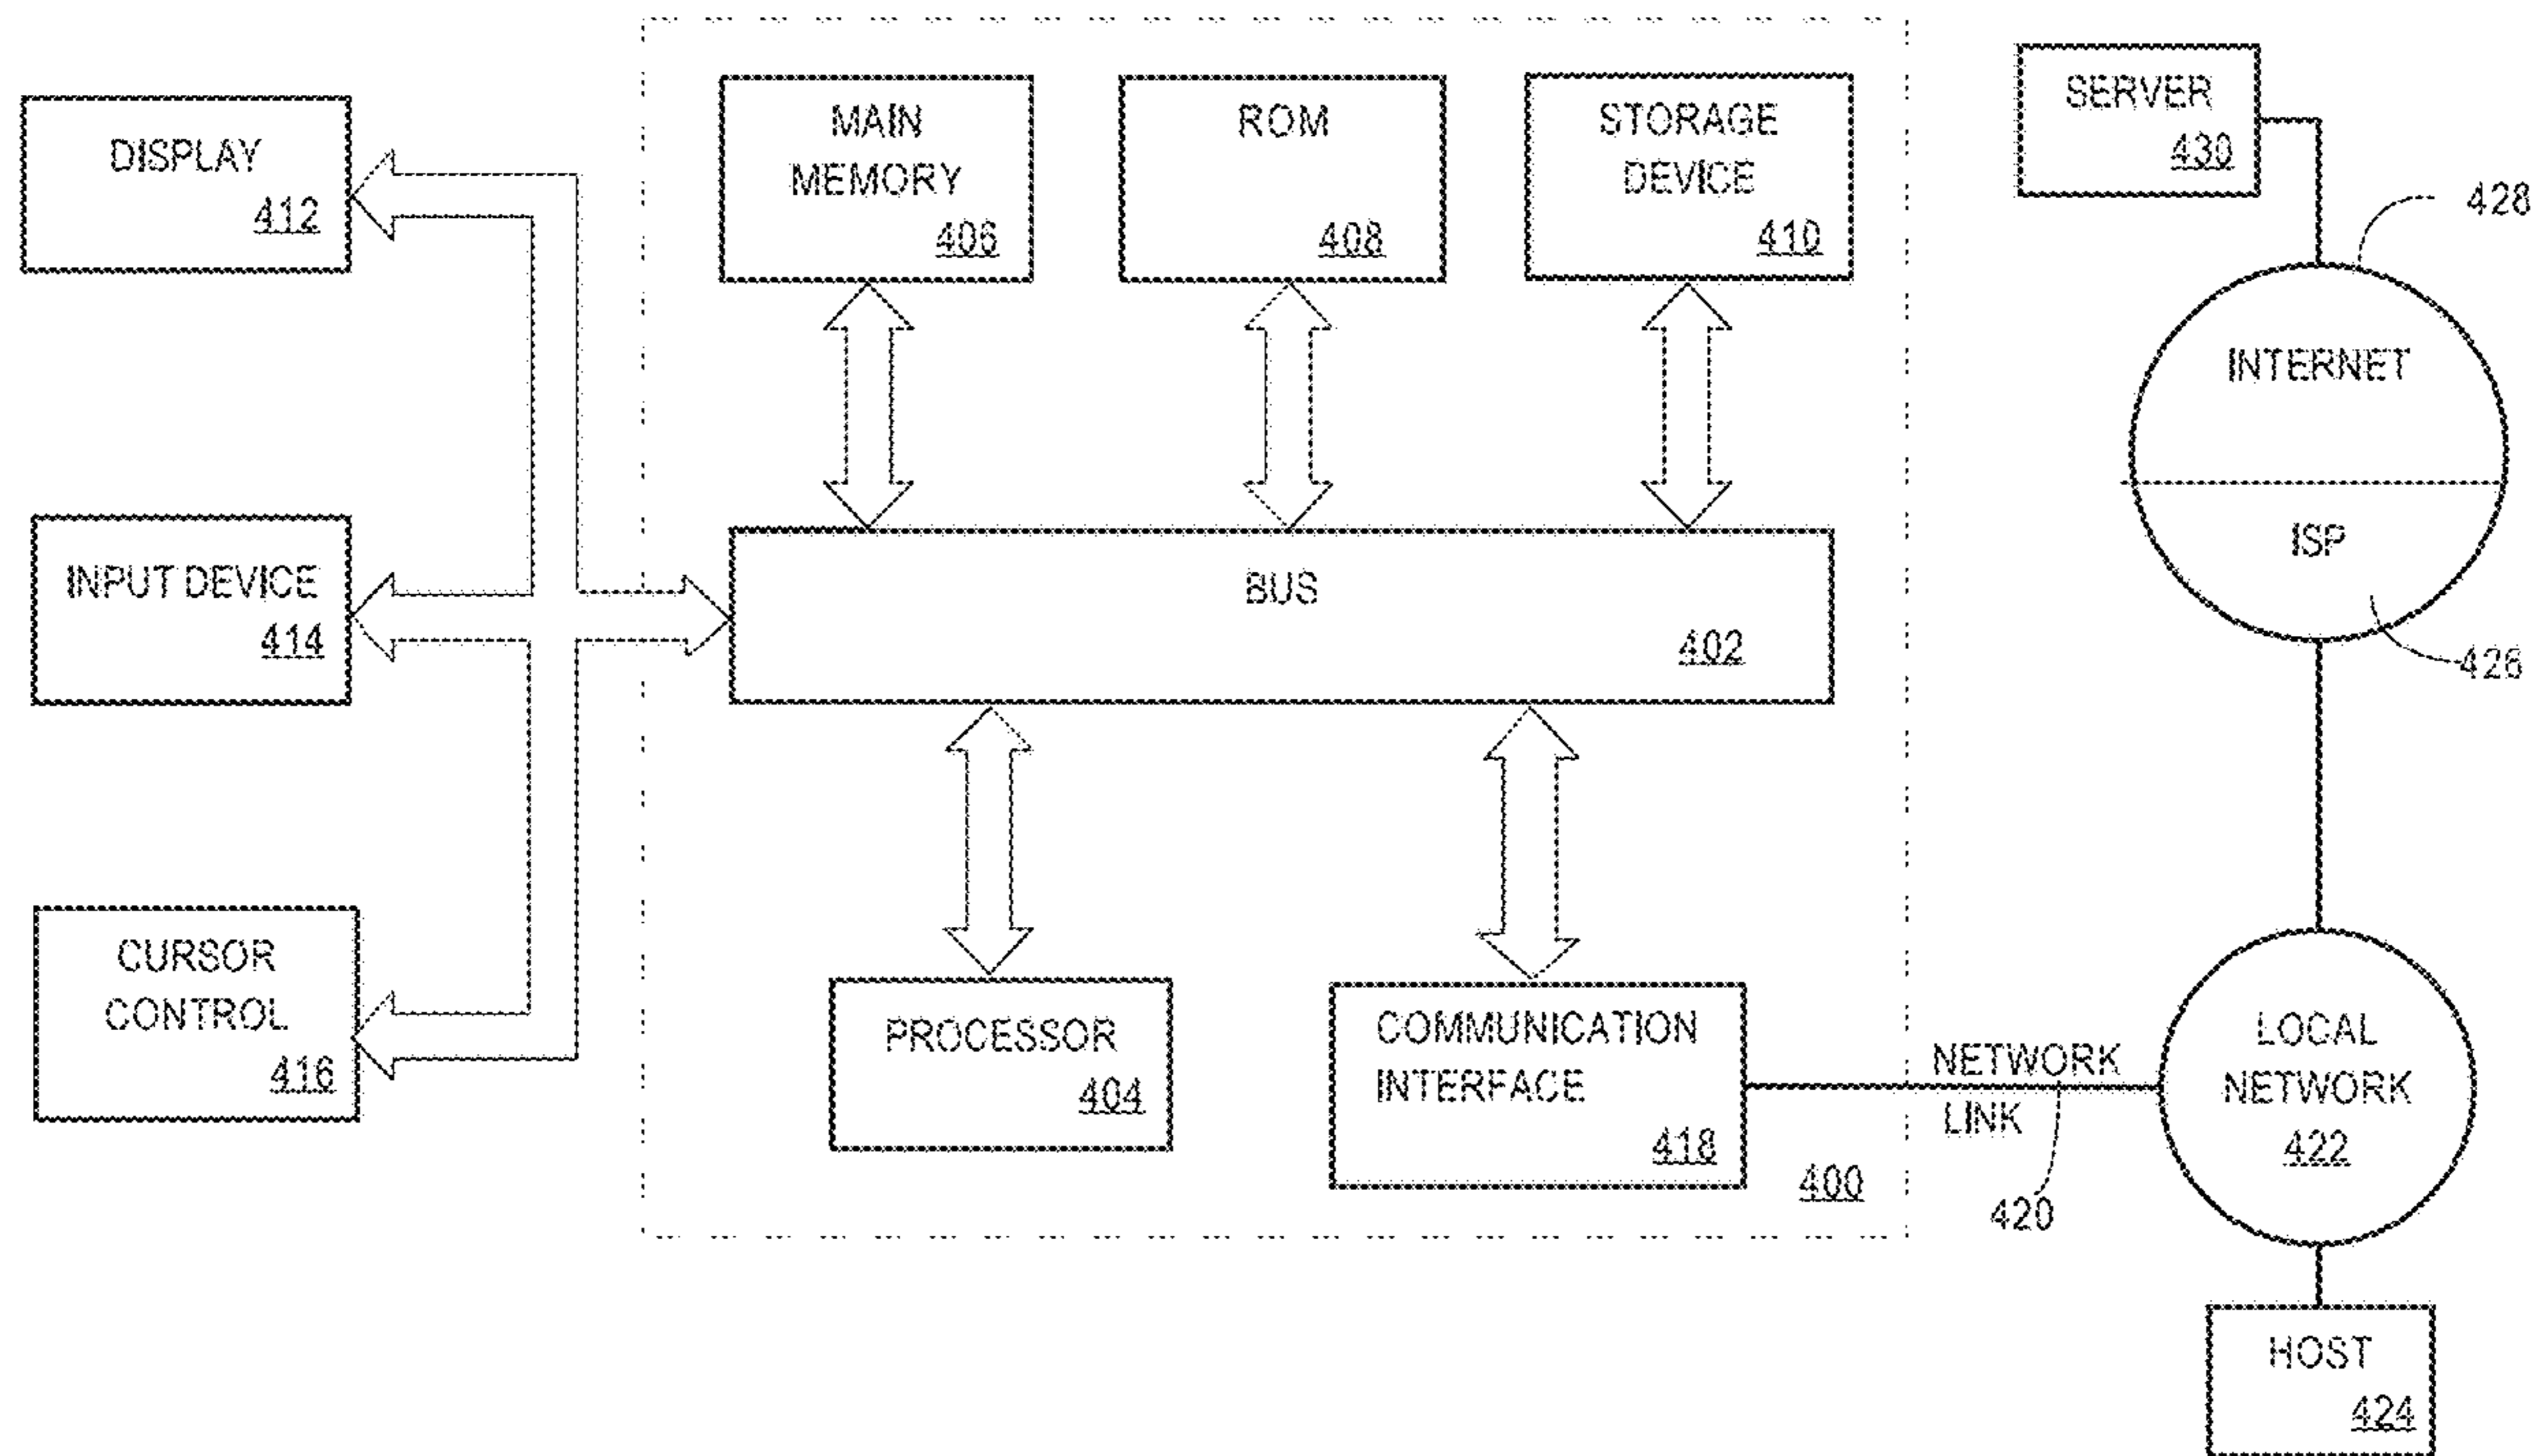 DISPLAY
412
INPUT DEVICE
414
CURSOR
CONTROL
416
MAIN
MEMORY
406
ROM
408
STORAGE
DEVICE
410
BUS
402
PROCESSOR
404
COMMUNICATION
INTERFACE
418
400
SERVER
430
428
INTERNET
ISP
426
NETWORK
LINK
420
LOCAL
NETWORK
422
HOST
424